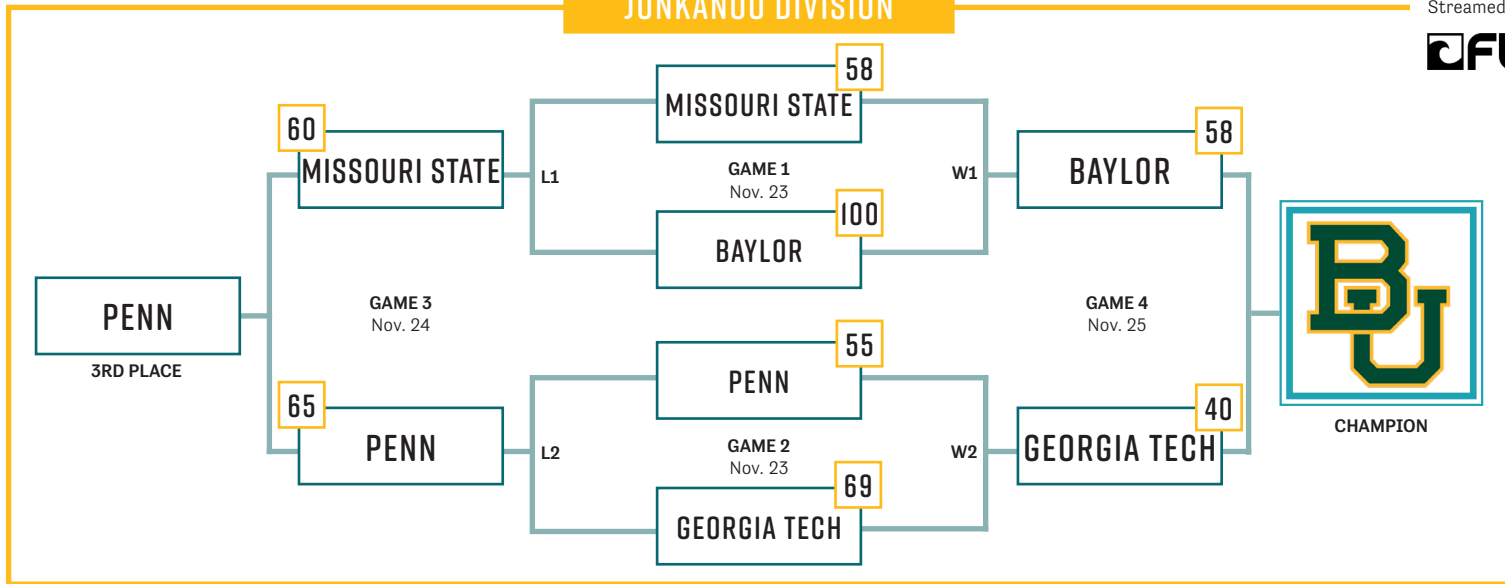 JUNKANOO DIVISION
Streamed
58
MISSOURI STATE
60
MISSOURI STATE
58
BAYLOR
L1
GAME 1
Nov. 23
W1
100
BAYLOR
PENN
3RD PLACE
GAME 3
Nov. 24
GAME 4
Nov. 25
BU
CHAMPION
55
PENN
65
PENN
40
GEORGIA TECH
L2
GAME 2
Nov. 23
W2
69
GEORGIA TECH